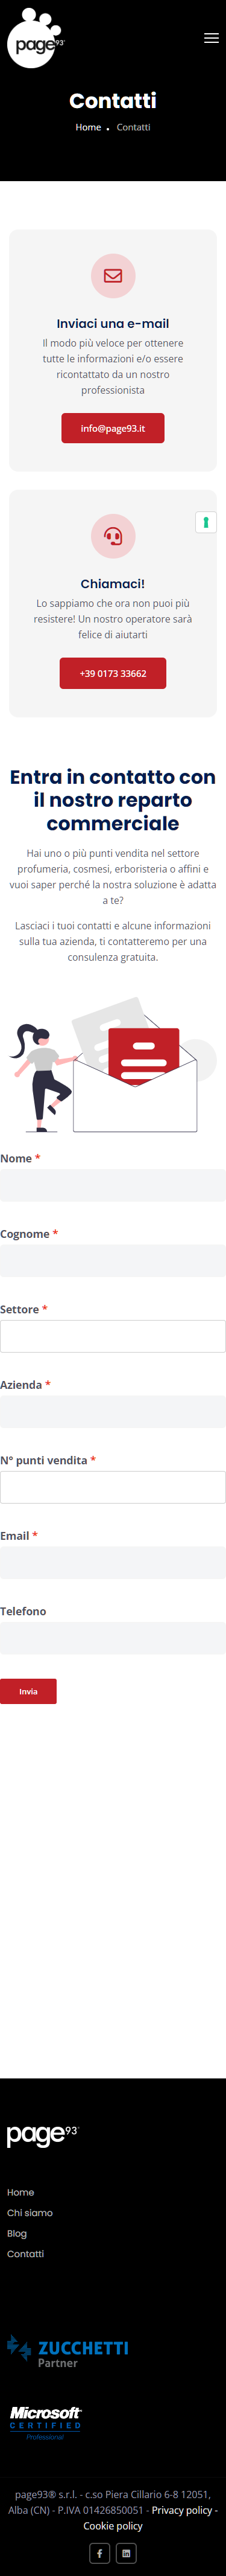 page93®
Contatti
Home • Contatti
Inviaci una e-mail
Il modo più veloce per ottenere
tutte le informazioni e/o essere
ricontattato da un nostro
professionista
info@page93.it
Chiamaci!
Lo sappiamo che ora non puoi più
resistere! Un nostro operatore sarà
felice di aiutarti
+39 0173 33662
Entra in contatto con
il nostro reparto
commerciale
Hai uno o più punti vendita nel settore
profumeria, cosmesi, erboristeria o affini e
vuoi saper perché la nostra soluzione è adatta
a te?
Lasciaci i tuoi contatti e alcune informazioni
sulla tua azienda, ti contatteremo per una
consulenza gratuita.
Nome *
Cognome *
Settore *
Azienda *
N° punti vendita *
Email *
Telefono
Invia
page93®
Home
Chi siamo
Blog
Contatti
ZUCCHETTI
Partner
Microsoft®
CERTIFIED
Professional
page93® s.r.l. - c.so Piera Cillario 6-8 12051,
Alba (CN) - P.IVA 01426850051 - Privacy policy -
Cookie policy